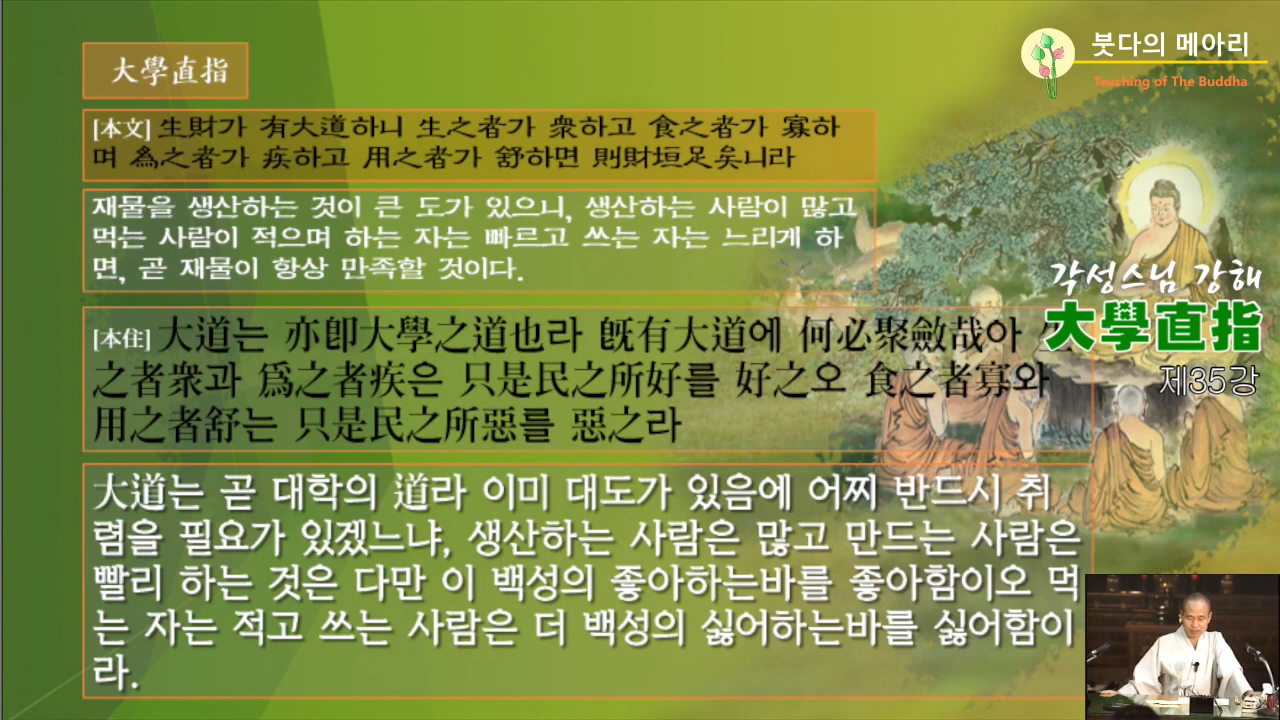 大學直指
[本文] 生財가 有大道하니 生之者가 衆하고 食之者가 寡하
며 為之者가 疾하고 用之者가 舒하면 則財垣足矣니라
재물을 생산하는 것이 큰 도가 있으니, 생산하는 사람이 많고
먹는 사람이 적으며 하는 자는 빠르고 쓰는 자는 느리게 하
면, 곧 재물이 항상 만족할 것이다.
[本住] 大道는 亦卽大學之道也라 旣有大道에 何必聚斂哉아 生
之者衆과 爲之者疾은 只是民之所好를 好之오 食之者寡와
用之者舒는 只是民之所惡를 惡之라
大道는 곧 대학의 道라 이미 대도가 있음에 어찌 반드시 취
렴을 필요가 있겠느냐, 생산하는 사람은 많고 만드는 사람은
빨리 하는 것은 다만 이 백성의 좋아하는바를 좋아함이오 먹
는 자는 적고 쓰는 사람은 더 백성의 싫어하는바를 싫어함이
라.
붓다의 메아리
Teaching of The Buddha
각성스님 강해
大學直指
제35강